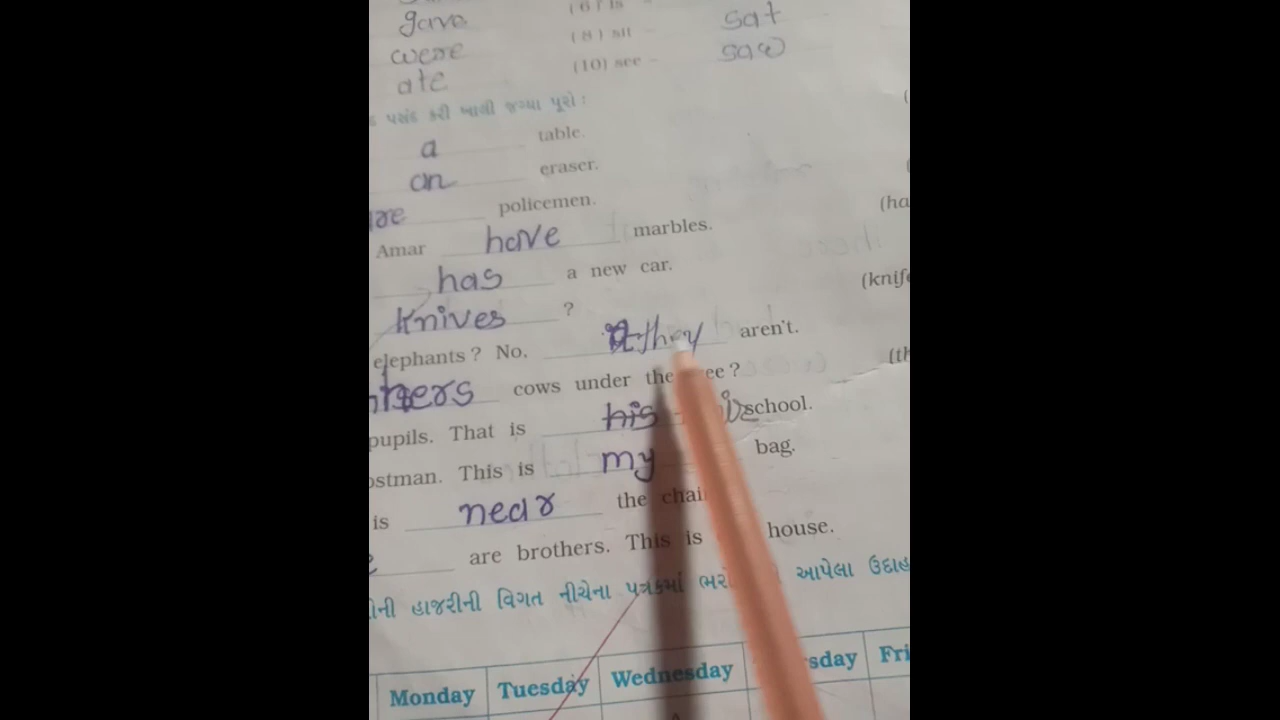 gave (6) is
were (8) sit – sat
ate (10) see – saw
પસંદ કરી ખાલી જગ્યા પૂરો :
a table.
an eraser.
are policemen.
Amar have marbles. (ha
has a new car.
knives ? (knife
elephants ? No, they aren't.
cows under the ee ? (th
pupils. That is his school.
ostman. This is my bag.
is near the chai
are brothers. This is house.
ોની હાજરીની વિગત નીચેના પત્રકમાં ભરો આપેલા ઉદાહ
Monday Tuesday Wednesday sday Fri